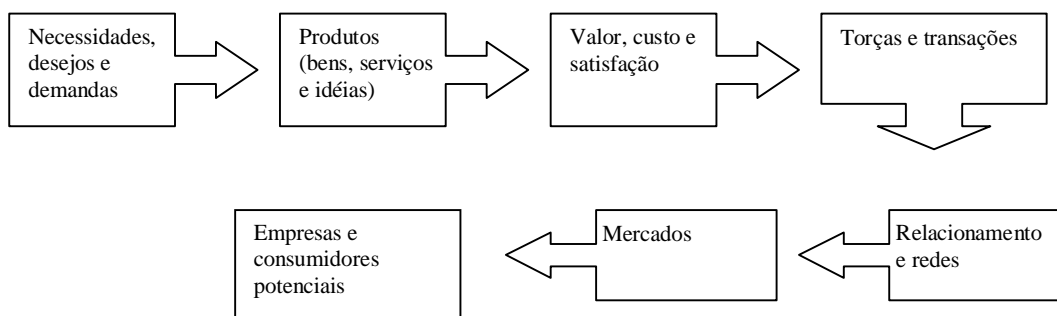 Necessidades,
desejos e
demandas
Produtos
(bens, serviços
e idéias)
Valor, custo e
satisfação
Torças e transações
Relacionamento
e redes
Mercados
Empresas e
consumidores
potenciais